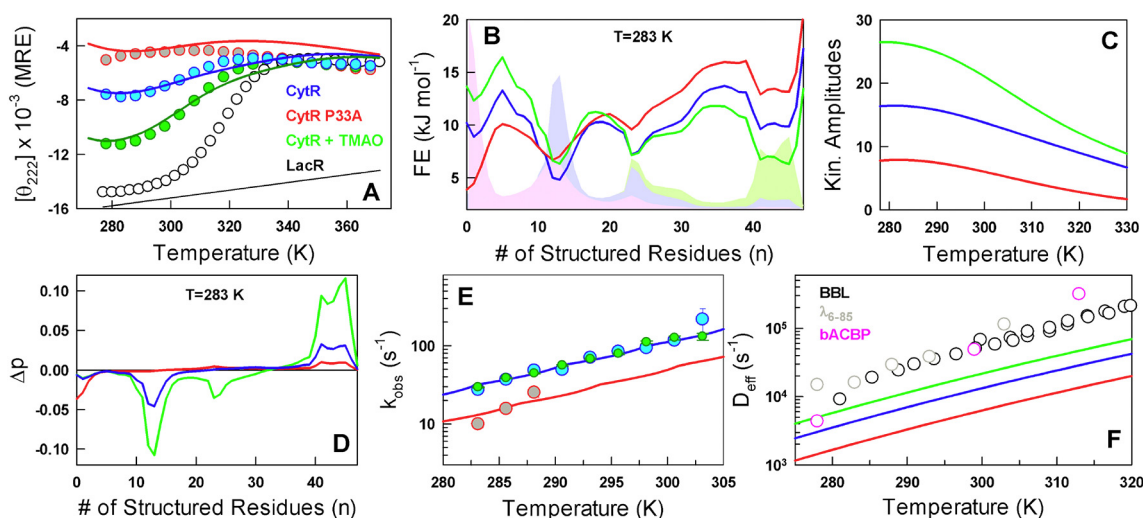 -4
-8
-12
-16
[θ222] x 10-3 (MRE)
CytR
CytR P33A
CytR + TMAO
LacR
A
280 300 320 340 360
Temperature (K)
B
T=283 K
20
15
10
5
FE (kJ mol-1)
0 10 20 30 40
# of Structured Residues (n)
C
30
20
10
0
Kin. Amplitudes
280 290 300 310 320 330
Temperature (K)
T=283 K
0.10
0.05
0.00
-0.05
-0.10
Δp
D
0 10 20 30 40
# of Structured Residues (n)
E
100
10
kobs (s-1)
280 285 290 295 300 305
Temperature (K)
BBL
λ6-85
bACBP
F
105
104
103
Deff (s-1)
280 290 300 310 320
Temperature (K)